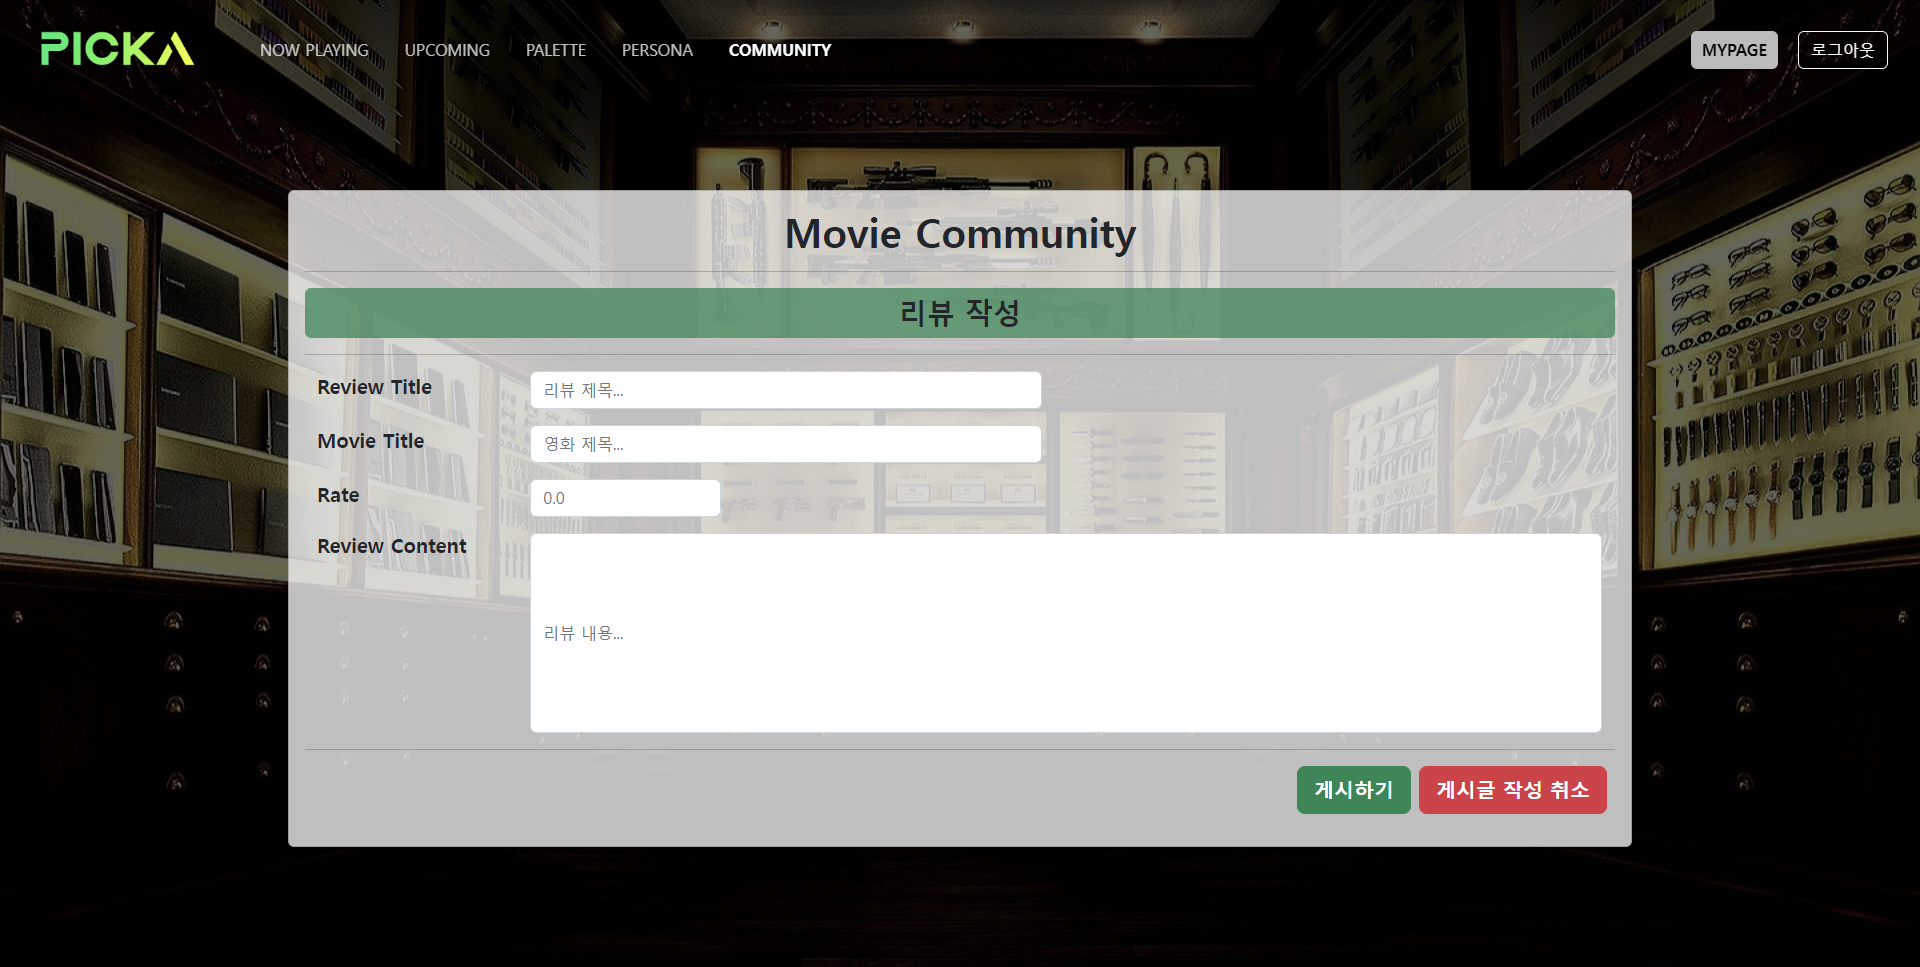 PICKA NOW PLAYING UPCOMING PALETTE PERSONA COMMUNITY MYPAGE 로그아웃
Movie Community
리뷰 작성
Review Title 리뷰 제목...
Movie Title 영화 제목...
Rate 0.0
Review Content
리뷰 내용...
게시하기 게시글 작성 취소